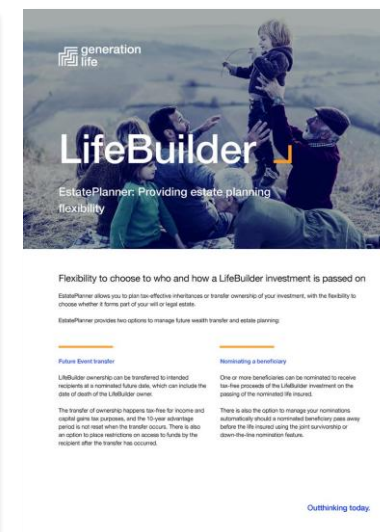 generation
life
LifeBuilder
EstatePlanner: Providing estate planning
flexibility
Flexibility to choose to who and how a LifeBuilder investment is passed on
EstatePlanner allows you to plan tax-effective inheritances or transfer ownership of your investment, with the flexibility to
choose whether it forms part of your will or legal estate.
EstatePlanner provides two options to manage future wealth transfer and estate planning:
Future Event transfer
LifeBuilder ownership can be transferred to intended
recipients at a nominated future date, which can include the
date of death of the LifeBuilder owner.
The transfer of ownership happens tax-free for income and
capital gains tax purposes, and the 10-year advantage
period is not reset when the transfer occurs. There is also
an option to place restrictions on access to funds by the
recipient after the transfer has occurred.
Nominating a beneficiary
One or more beneficiaries can be nominated to receive
tax-free proceeds of the LifeBuilder investment on the
passing of the nominated life insured.
There is also the option to manage your nominations
automatically should a nominated beneficiary pass away
before the life insured using the joint survivorship or
down-the-line nomination feature.
Outthinking today.